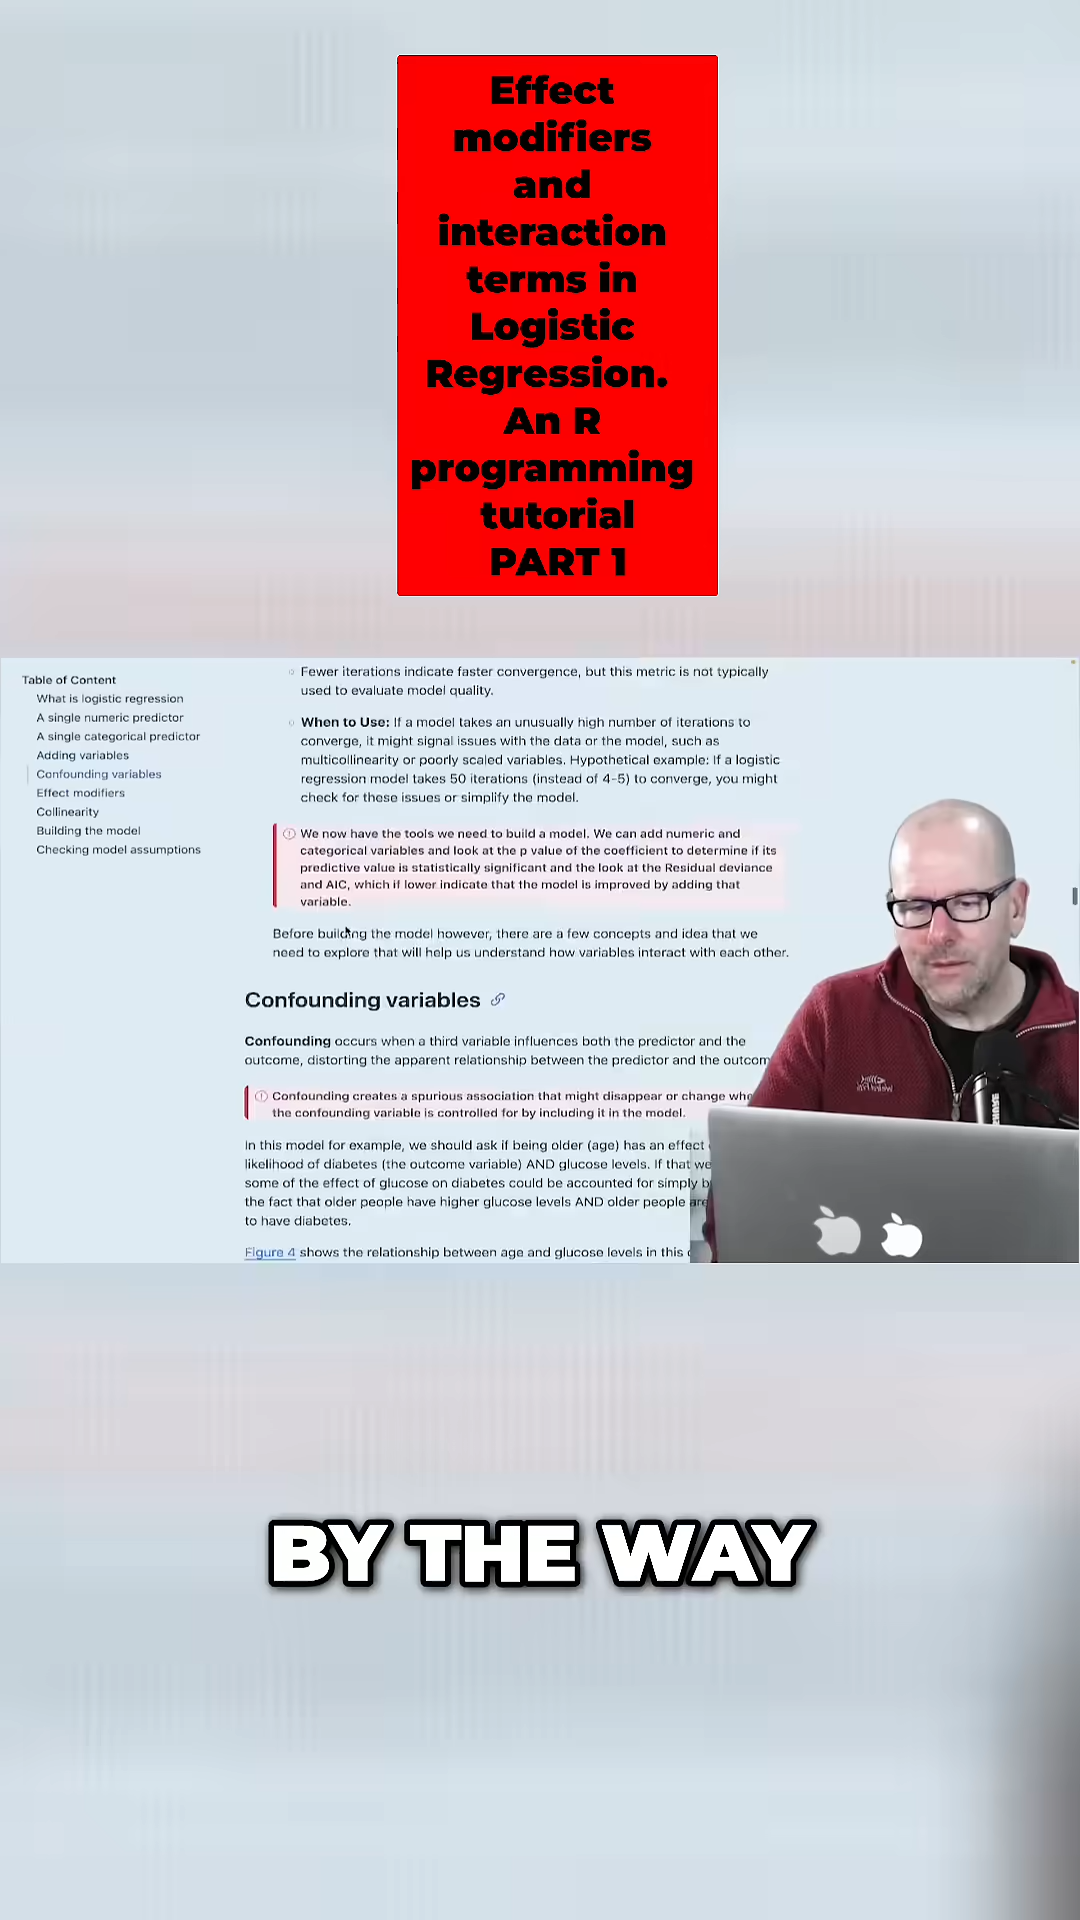 Effect
modifiers
and
interaction
terms in
Logistic
Regression.
An R
programming
tutorial
PART 1
Table of Content
What is logistic regression
A single numeric predictor
A single categorical predictor
Adding variables
Confounding variables
Effect modifiers
Collinearity
Building the model
Checking model assumptions
Fewer iterations indicate faster convergence, but this metric is not typically
used to evaluate model quality.
When to Use: If a model takes an unusually high number of iterations to
converge, it might signal issues with the data or the model, such as
multicollinearity or poorly scaled variables. Hypothetical example: If a logistic
regression model takes 50 iterations (instead of 4-5) to converge, you might
check for these issues or simplify the model.
We now have the tools we need to build a model. We can add numeric and
categorical variables and look at the p value of the coefficient to determine if its
predictive value is statistically significant and the look at the Residual deviance
and AIC, which if lower indicate that the model is improved by adding that
variable.
Before building the model however, there are a few concepts and idea that we
need to explore that will help us understand how variables interact with each other.
Confounding variables
Confounding occurs when a third variable influences both the predictor and the
outcome, distorting the apparent relationship between the predictor and the outcom
Confounding creates a spurious association that might disappear or change whe
the confounding variable is controlled for by including it in the model.
In this model for example, we should ask if being older (age) has an effect
likelihood of diabetes (the outcome variable) AND glucose levels. If that we
some of the effect of glucose on diabetes could be accounted for simply b
the fact that older people have higher glucose levels AND older people are
to have diabetes.
Figure 4 shows the relationship between age and glucose levels in this
BY THE WAY